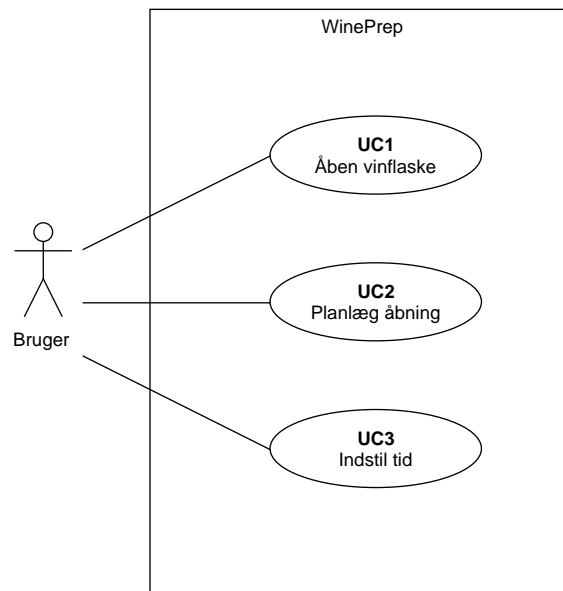 WinePrep
UC1
Åben vinflaske
UC2
Planlæg åbning
Bruger
UC3
Indstil tid